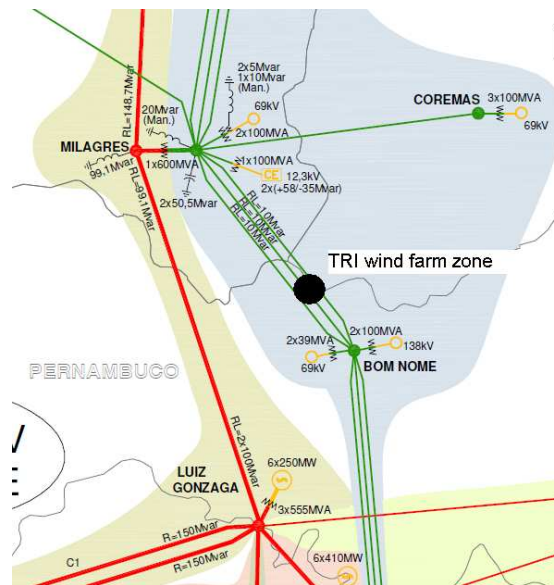 2x5Mvar
1x10Mvar
(Man.)
69kV
2x100MVA
20Mvar
(Man.)
RL=148,7Mvar
MILAGRES
99,1Mvar
1x600MVA
1x100MVA
CE
12,3kV
2x(+58/-35Mvar)
2x50,5Mvar
COREMAS
3x100MVA
69kV
RL=99,1Mvar
RL=10Mvar
RL=10Mvar
RL=10Mvar
TRI wind farm zone
2x39MVA
69kV
2x100MVA
138kV
BOM NOME
PERNAMBUCO
V
E
RL=2x100Mvar
LUIZ
GONZAGA
6x250MW
3x555MVA
R=150Mvar
R=150Mvar
C1
6x410MW